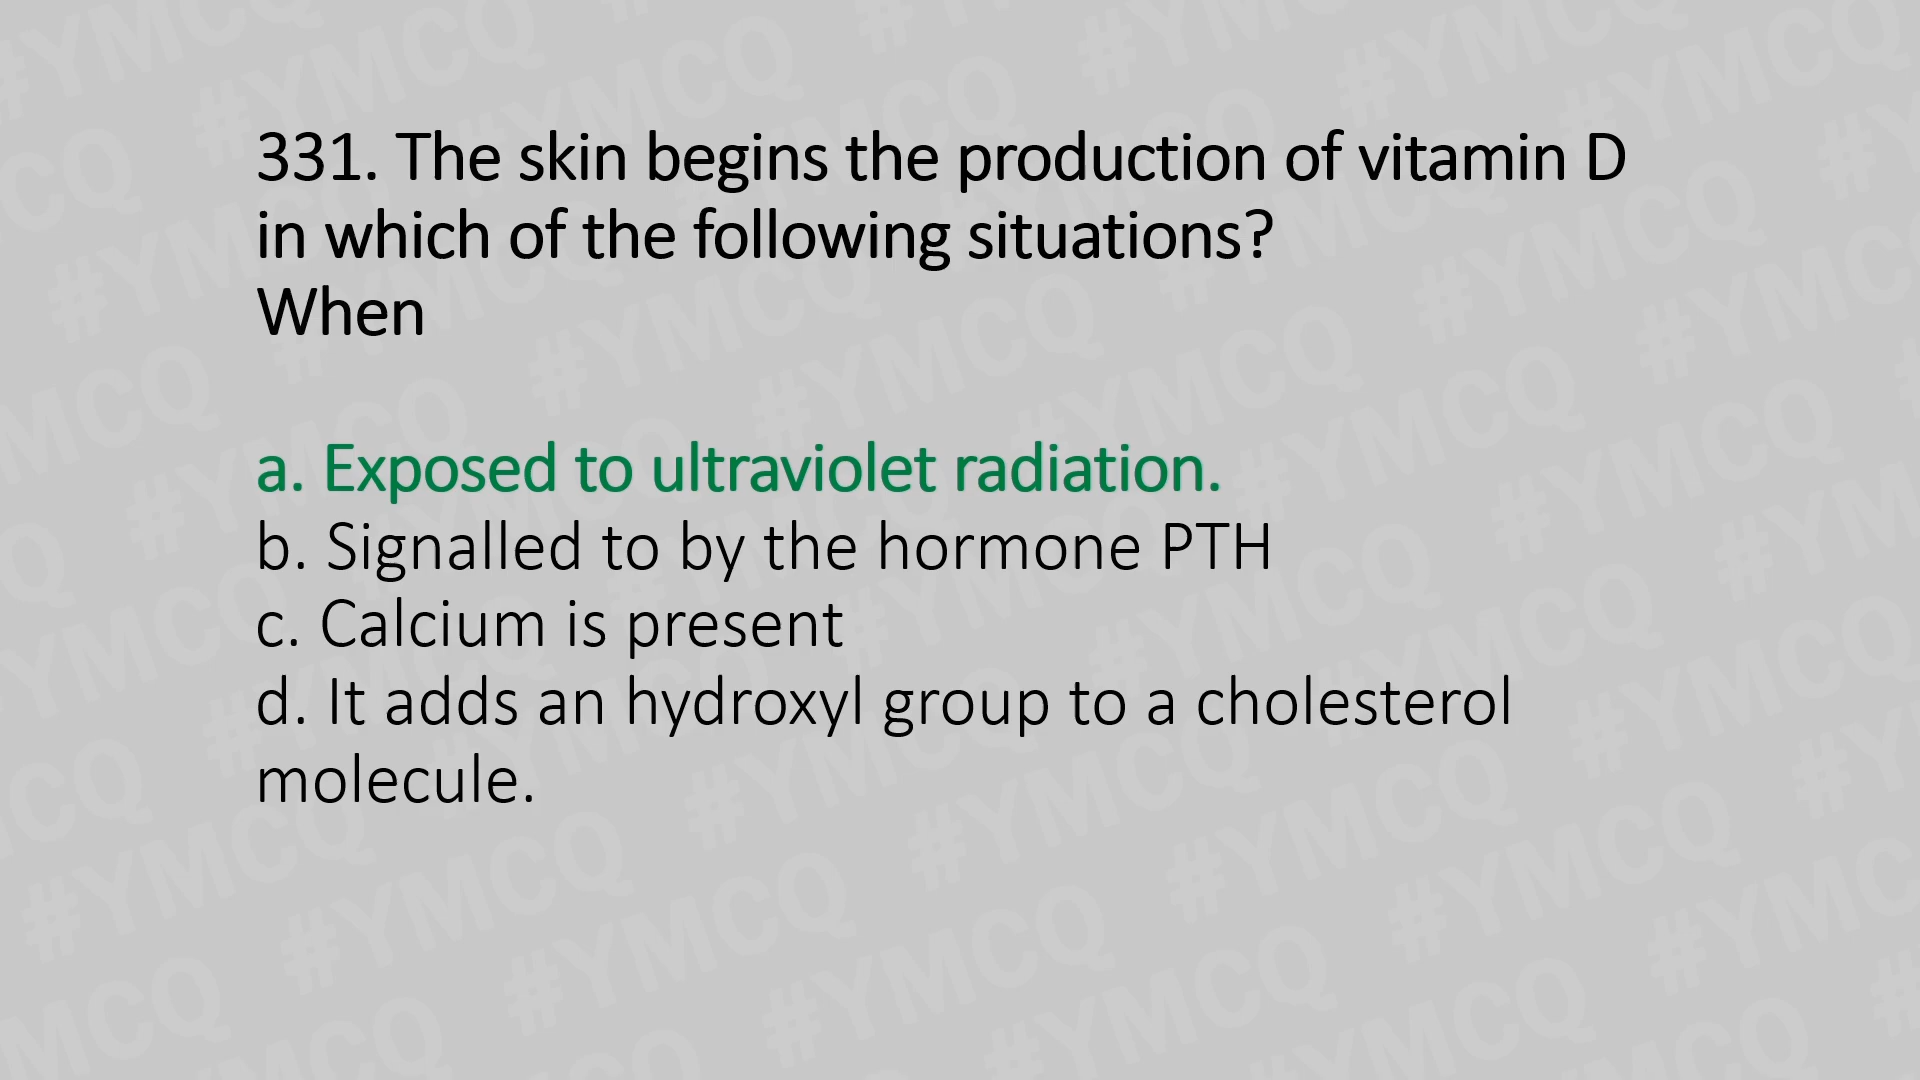 331. The skin begins the production of vitamin D
in which of the following situations?
When
a. Exposed to ultraviolet radiation.
b. Signalled to by the hormone PTH
c. Calcium is present
d. It adds an hydroxyl group to a cholesterol
molecule.
#YMCQ